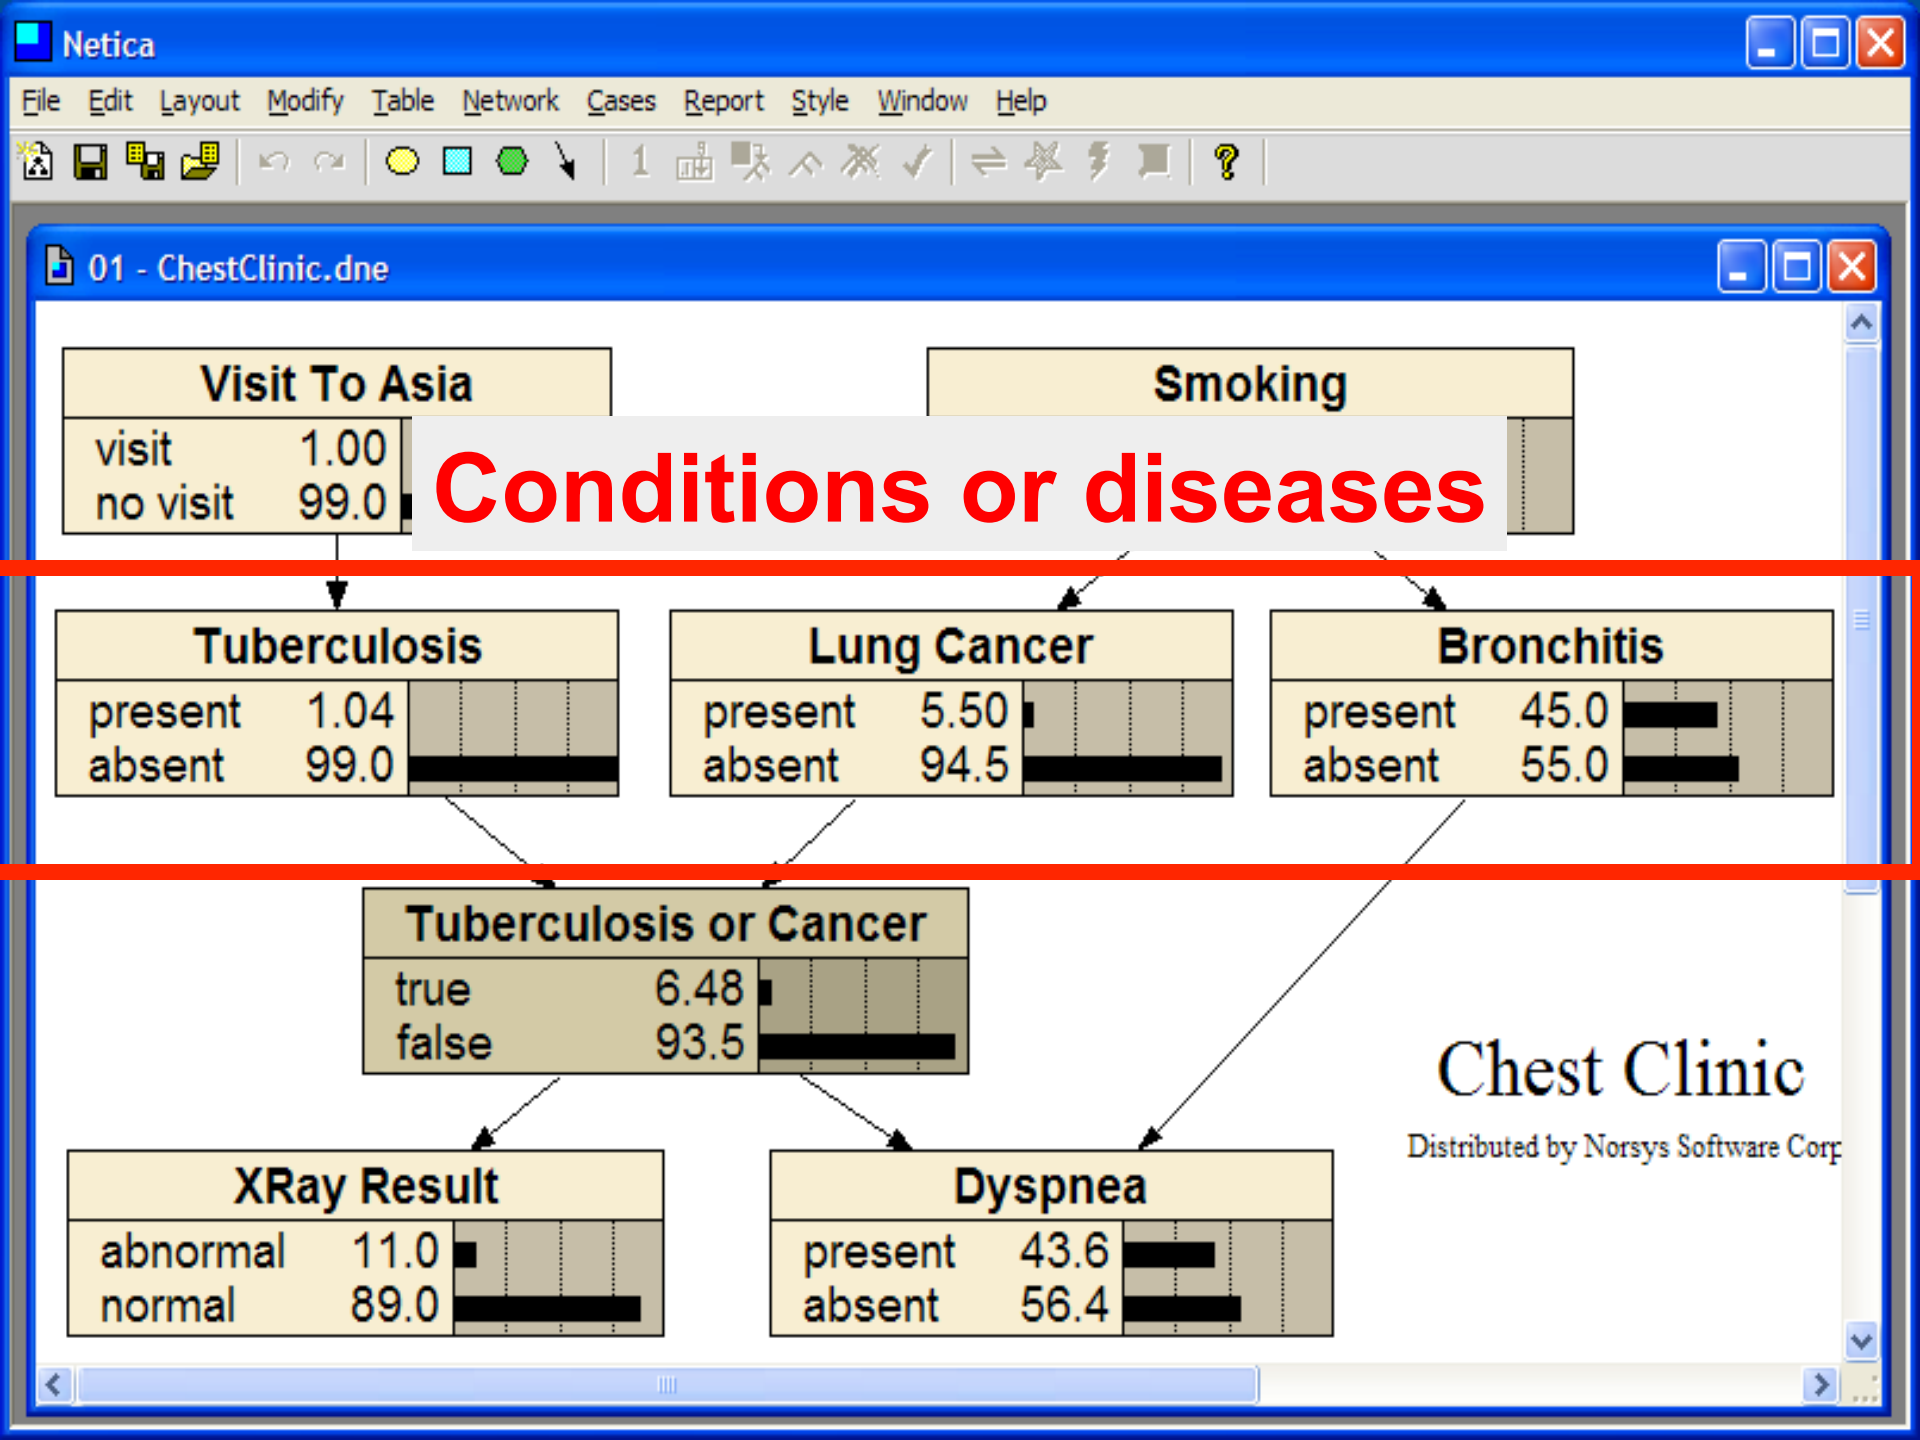 Netica
File Edit Layout Modify Table Network Cases Report Style Window Help
1
01 - ChestClinic.dne
Visit To Asia
visit 1.00
no visit 99.0
Smoking
Conditions or diseases
Tuberculosis
present 1.04
absent 99.0
Lung Cancer
present 5.50
absent 94.5
Bronchitis
present 45.0
absent 55.0
Tuberculosis or Cancer
true 6.48
false 93.5
Chest Clinic
Distributed by Norsys Software Corp
XRay Result
abnormal 11.0
normal 89.0
Dyspnea
present 43.6
absent 56.4